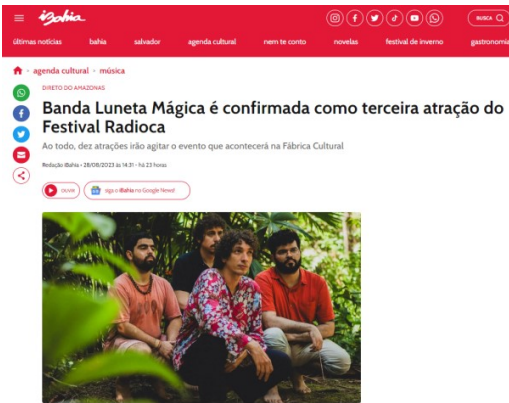 iBahia
BUSCA
últimas notícias bahia salvador agenda cultural nem te conto novelas festival de inverno gastronomia
agenda cultural • música
DIRETO DO AMAZONAS
Banda Luneta Mágica é confirmada como terceira atração do
Festival Radioca
Ao todo, dez atrações irão agitar o evento que acontecerá na Fábrica Cultural
Redação iBahia • 28/08/2023 às 14:31 • há 23 horas
OUVIR siga o iBahia no Google News!